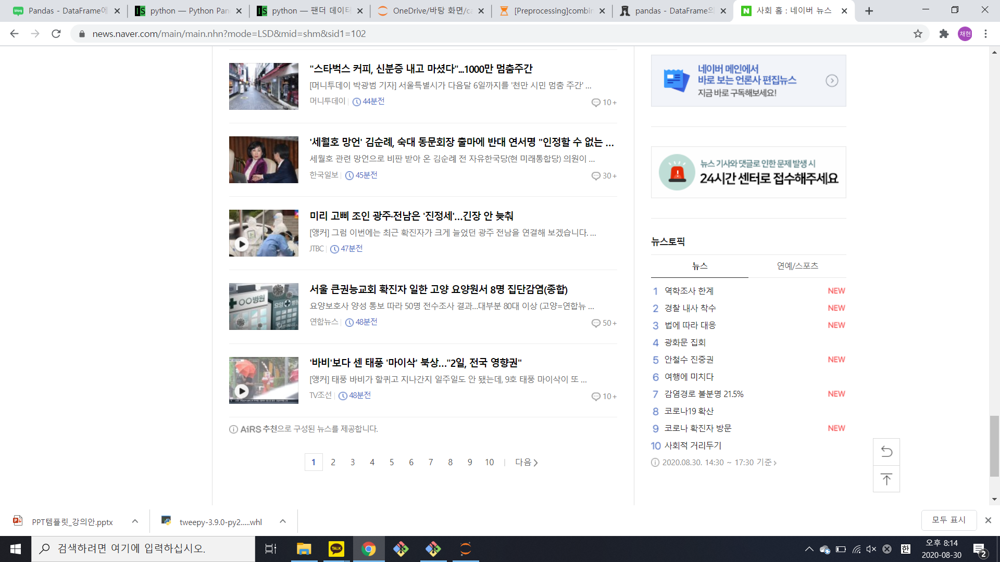 Pandas - DataFrame에
python — Python Pan
python — 팬더 데이터
OneDrive/바탕 화면/ca
[Preprocessing]combin
pandas - DataFrame의
사회 홈 : 네이버 뉴스
news.naver.com/main/main.nhn?mode=LSD&mid=shm&sid1=102
채현
"스타벅스 커피, 신분증 내고 마셨다"...1000만 멈춤주간
[머니투데이 박광범 기자] 서울특별시가 다음달 6일까지를 '천만 시민 멈춤 주간' ...
머니투데이 44분전 10+
'세월호 망언' 김순례, 숙대 동문회장 출마에 반대 연서명 "인정할 수 없는 ...
세월호 관련 망언으로 비판 받아 온 김순례 전 자유한국당(현 미래통합당) 의원이 ...
한국일보 45분전 30+
미리 고삐 조인 광주·전남은 '진정세'…긴장 안 늦춰
[앵커] 그럼 이번에는 최근 확진자가 크게 늘었던 광주 전남을 연결해 보겠습니다. ...
JTBC 47분전
서울 큰권능교회 확진자 일한 고양 요양원서 8명 집단감염(종합)
요양보호사 양성 통보 따라 50명 전수조사 결과…대부분 80대 이상 (고양=연합뉴 ...
연합뉴스 48분전 50+
'바비'보다 센 태풍 '마이삭' 북상…"2일, 전국 영향권"
[앵커] 태풍 바비가 할퀴고 지나간지 일주일도 안 됐는데, 9호 태풍 마이삭이 또 ...
TV조선 48분전 10+
AiRS 추천으로 구성된 뉴스를 제공합니다.
1 2 3 4 5 6 7 8 9 10 다음
네이버 메인에서
바로 보는 언론사 편집뉴스
지금 바로 구독해보세요!
뉴스 기사와 댓글로 인한 문제 발생 시
24시간 센터로 접수해주세요
뉴스토픽
뉴스 연예/스포츠
1 역학조사 한계 NEW
2 경찰 내사 착수 NEW
3 법에 따라 대응 NEW
4 광화문 집회
5 안철수 진중권 NEW
6 여행에 미치다
7 감염경로 불분명 21.5% NEW
8 코로나19 확산
9 코로나 확진자 방문 NEW
10 사회적 거리두기
2020.08.30. 14:30 ~ 17:30 기준
PPT템플릿_강의안.pptx
tweepy-3.9.0-py2.....whl
모두 표시
검색하려면 여기에 입력하십시오.
TALK
한
오후 8:14
2020-08-30
2